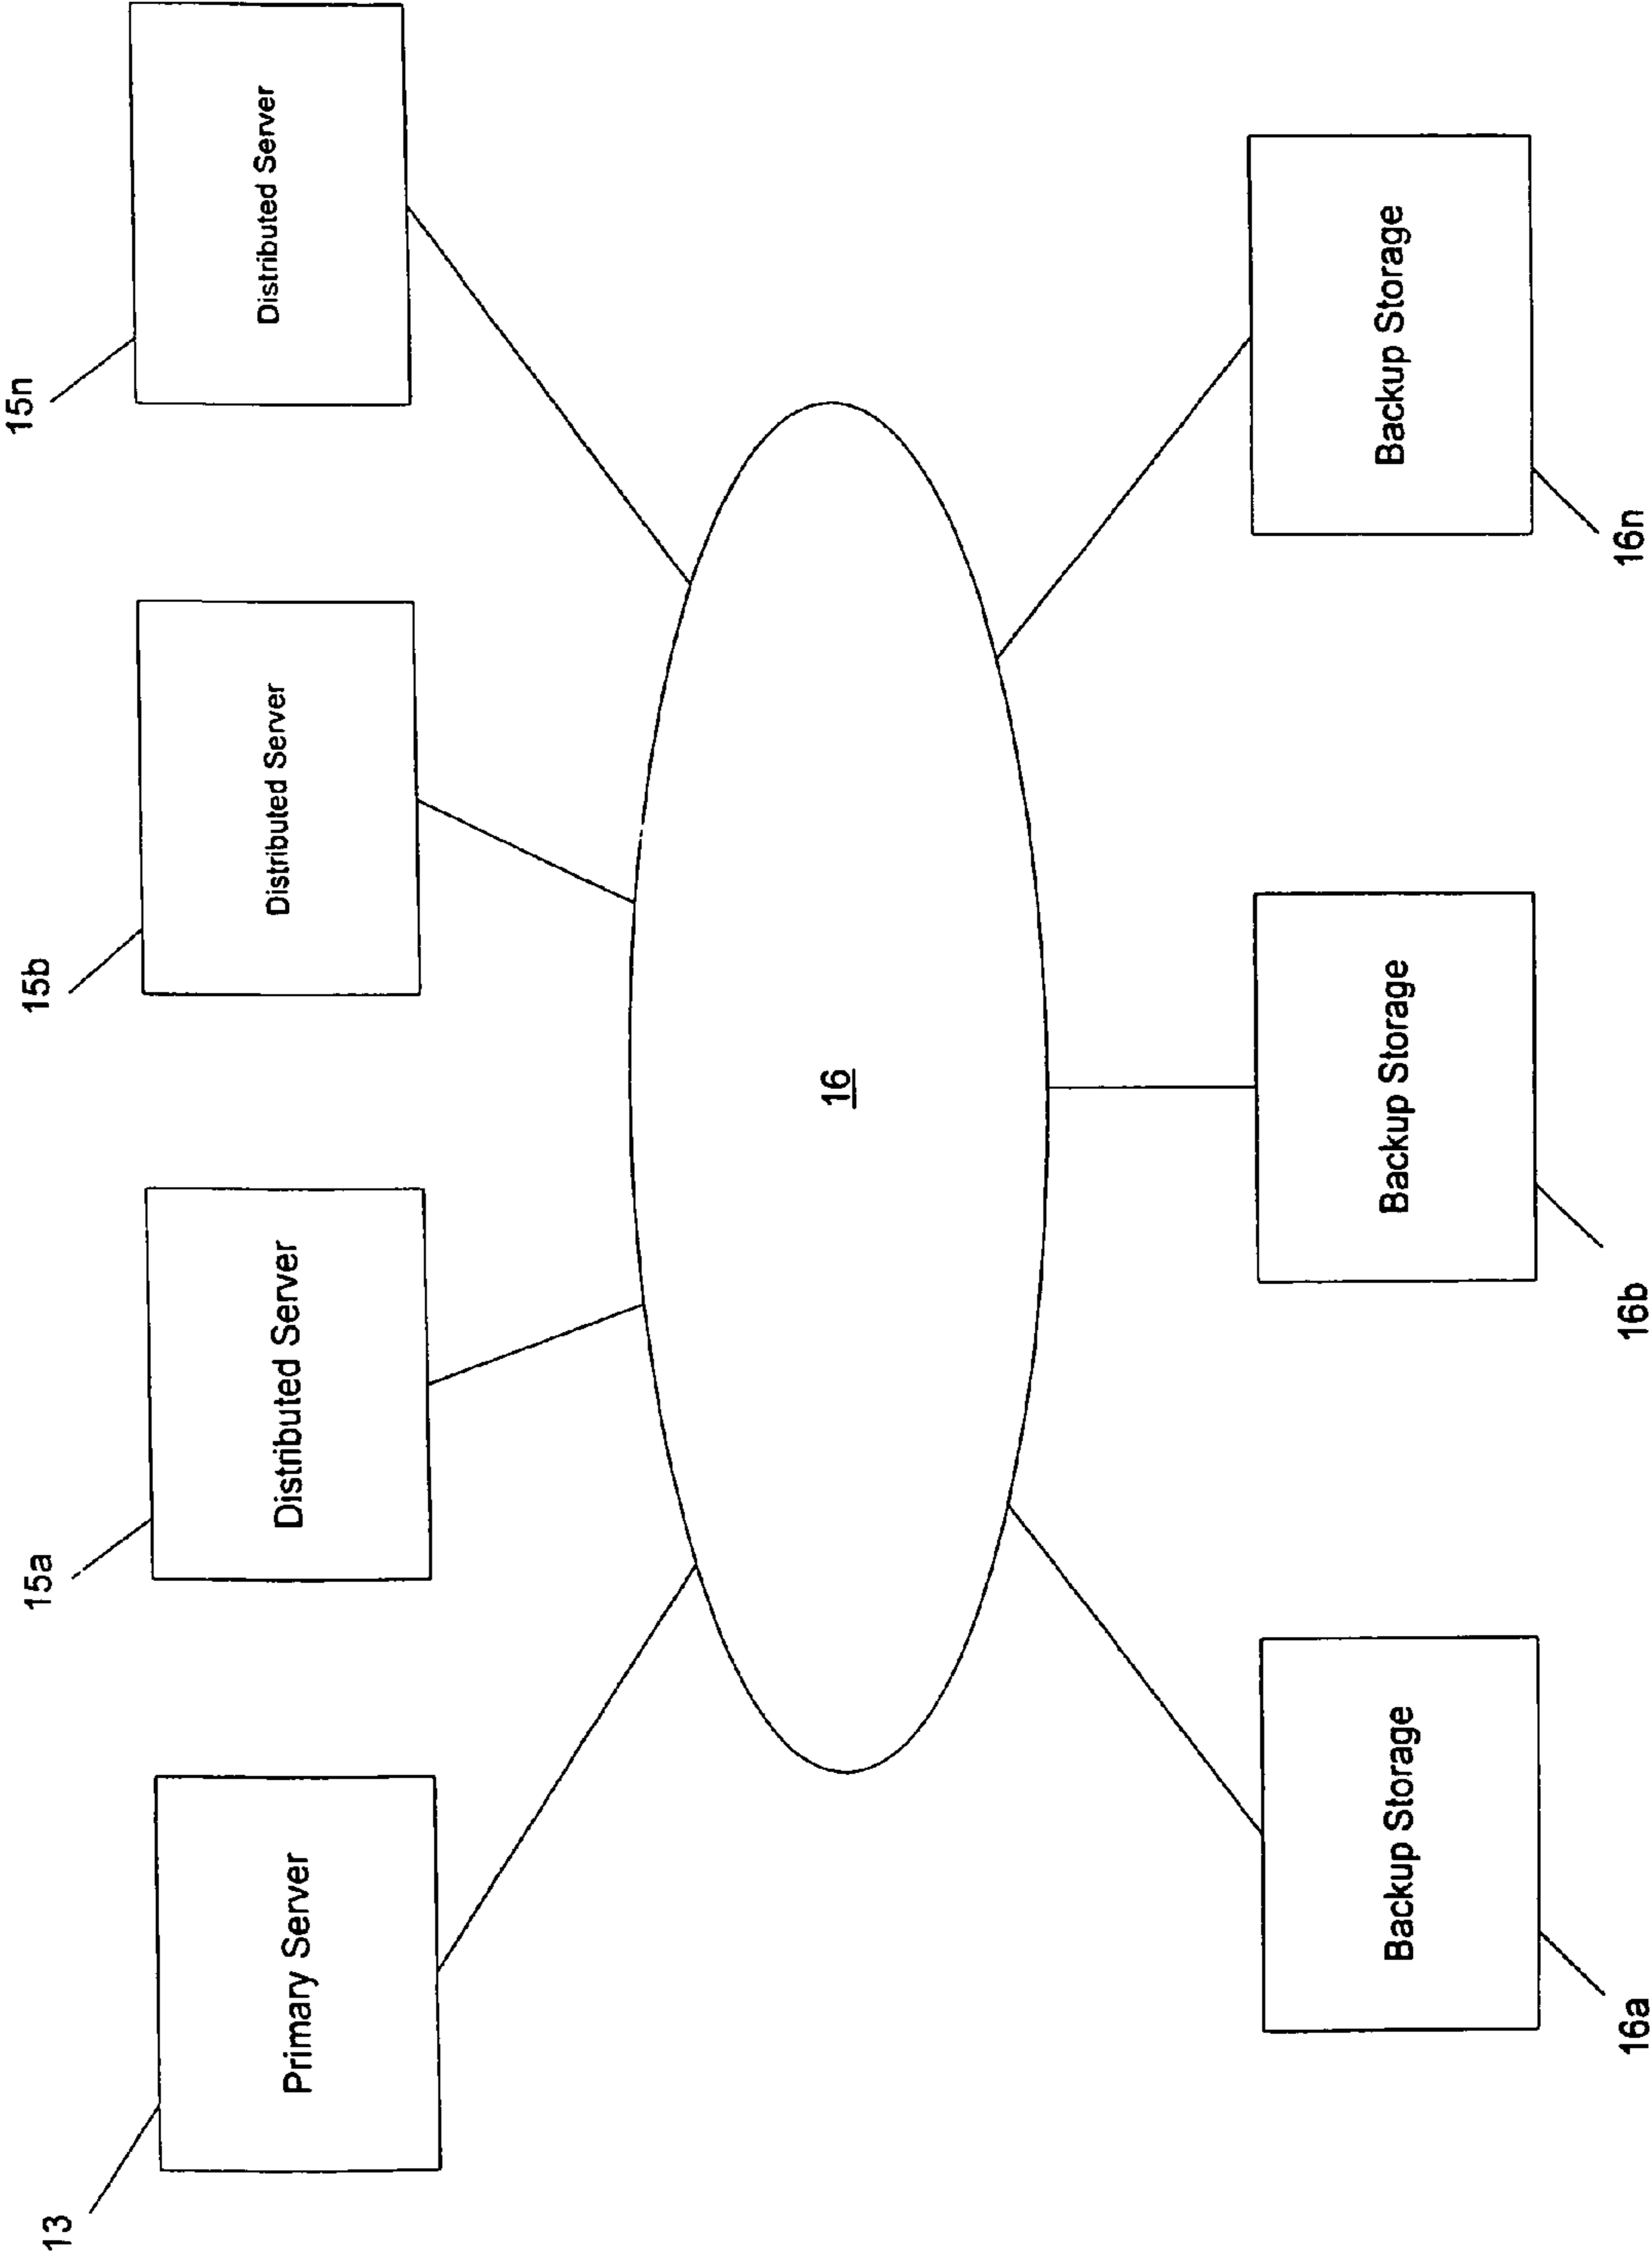 13
15a
15b
15n
Primary Server
Distributed Server
Distributed Server
Distributed Server
16
Backup Storage
Backup Storage
Backup Storage
16a
16b
16n